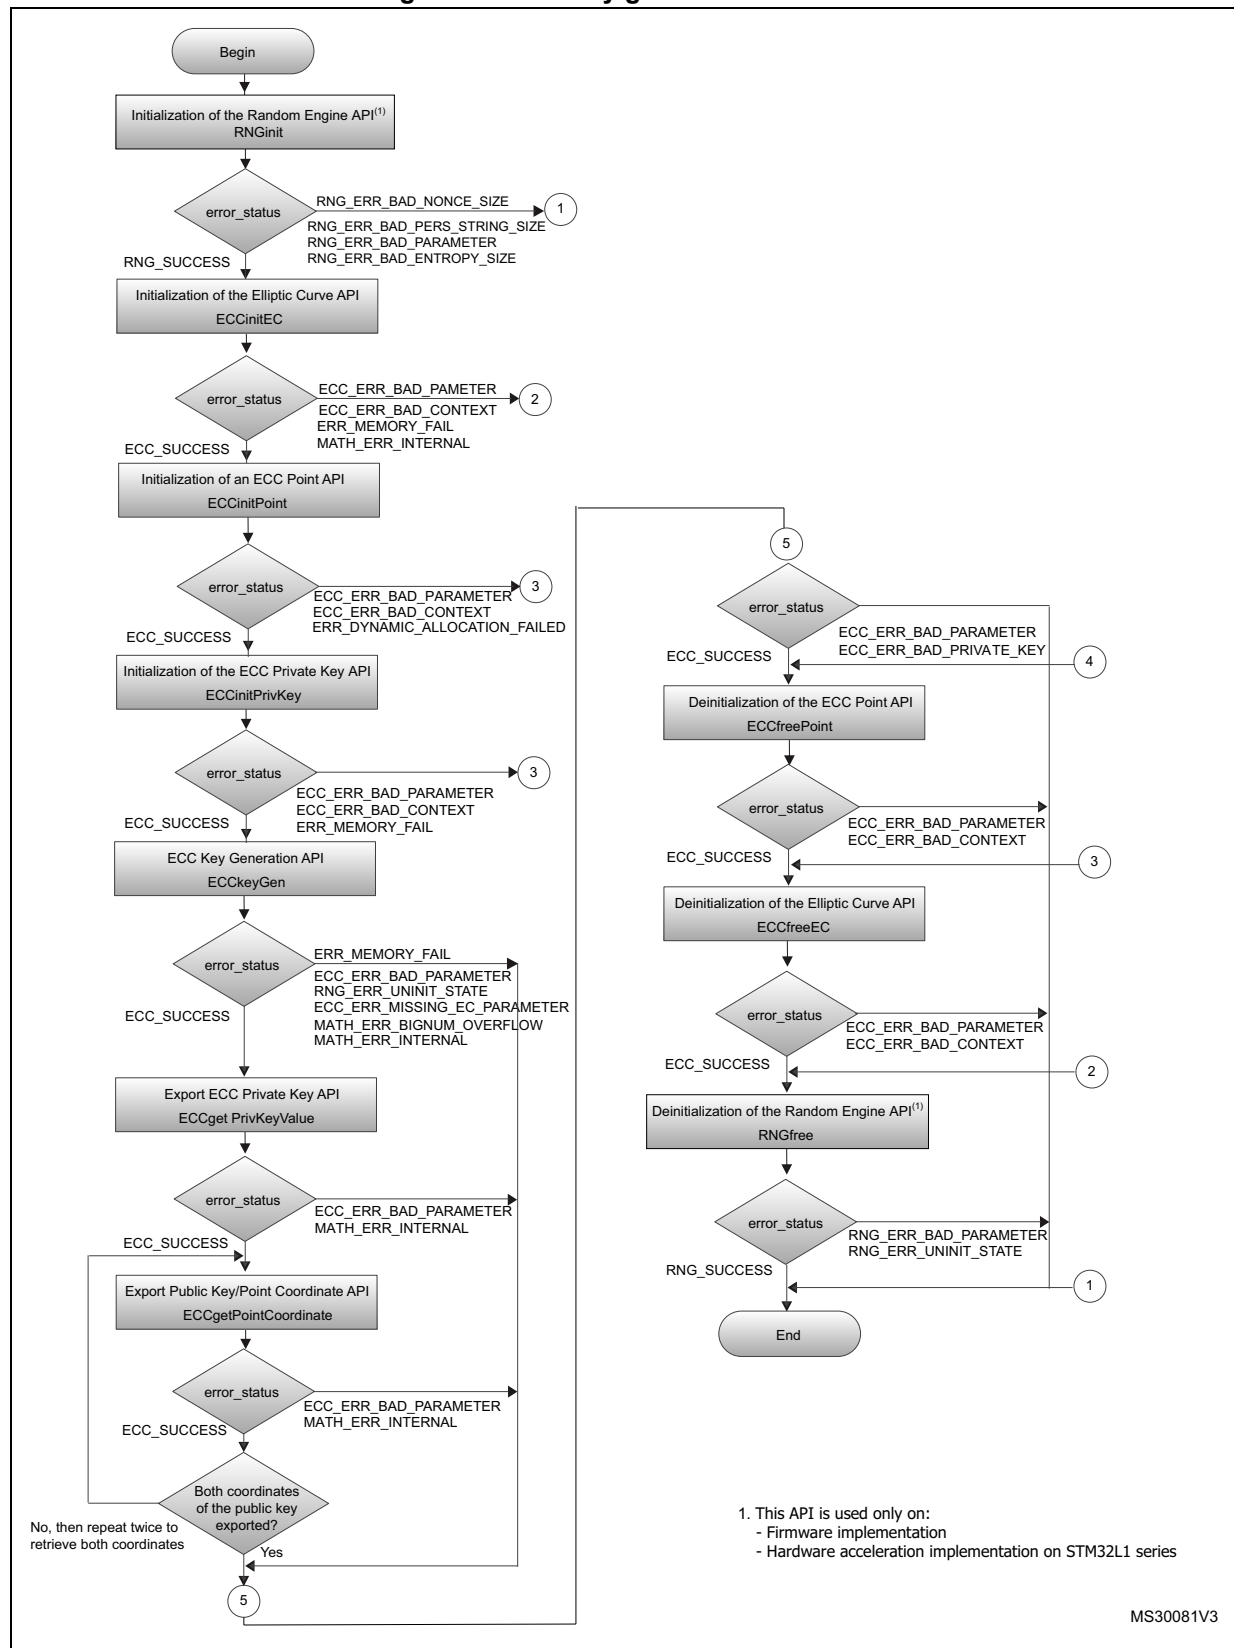 Begin
Initialization of the Random Engine API(1)
RNGinit
error_status
RNG_ERR_BAD_NONCE_SIZE
1
RNG_ERR_BAD_PERS_STRING_SIZE
RNG_ERR_BAD_PARAMETER
RNG_ERR_BAD_ENTROPY_SIZE
RNG_SUCCESS
Initialization of the Elliptic Curve API
ECCinitEC
error_status
ECC_ERR_BAD_PAMETER
2
ECC_ERR_BAD_CONTEXT
ERR_MEMORY_FAIL
MATH_ERR_INTERNAL
ECC_SUCCESS
Initialization of an ECC Point API
ECCinitPoint
error_status
3
ECC_ERR_BAD_PARAMETER
ECC_ERR_BAD_CONTEXT
ERR_DYNAMIC_ALLOCATION_FAILED
ECC_SUCCESS
Initialization of the ECC Private Key API
ECCinitPrivKey
error_status
3
ECC_ERR_BAD_PARAMETER
ECC_ERR_BAD_CONTEXT
ERR_MEMORY_FAIL
ECC_SUCCESS
ECC Key Generation API
ECCkeyGen
error_status
ERR_MEMORY_FAIL
ECC_ERR_BAD_PARAMETER
RNG_ERR_UNINIT_STATE
ECC_ERR_MISSING_EC_PARAMETER
MATH_ERR_BIGNUM_OVERFLOW
MATH_ERR_INTERNAL
ECC_SUCCESS
Export ECC Private Key API
ECCget PrivKeyValue
error_status
ECC_ERR_BAD_PARAMETER
MATH_ERR_INTERNAL
ECC_SUCCESS
Export Public Key/Point Coordinate API
ECCgetPointCoordinate
error_status
ECC_ERR_BAD_PARAMETER
MATH_ERR_INTERNAL
ECC_SUCCESS
Both coordinates
of the public key
exported?
No, then repeat twice to
retrieve both coordinates
Yes
5
5
error_status
ECC_ERR_BAD_PARAMETER
ECC_ERR_BAD_PRIVATE_KEY
ECC_SUCCESS
4
Deinitialization of the ECC Point API
ECCfreePoint
error_status
ECC_ERR_BAD_PARAMETER
ECC_ERR_BAD_CONTEXT
ECC_SUCCESS
3
Deinitialization of the Elliptic Curve API
ECCfreeEC
error_status
ECC_ERR_BAD_PARAMETER
ECC_ERR_BAD_CONTEXT
ECC_SUCCESS
2
Deinitialization of the Random Engine API(1)
RNGfree
error_status
RNG_ERR_BAD_PARAMETER
RNG_ERR_UNINIT_STATE
RNG_SUCCESS
1
End
1. This API is used only on:
- Firmware implementation
- Hardware acceleration implementation on STM32L1 series
MS30081V3